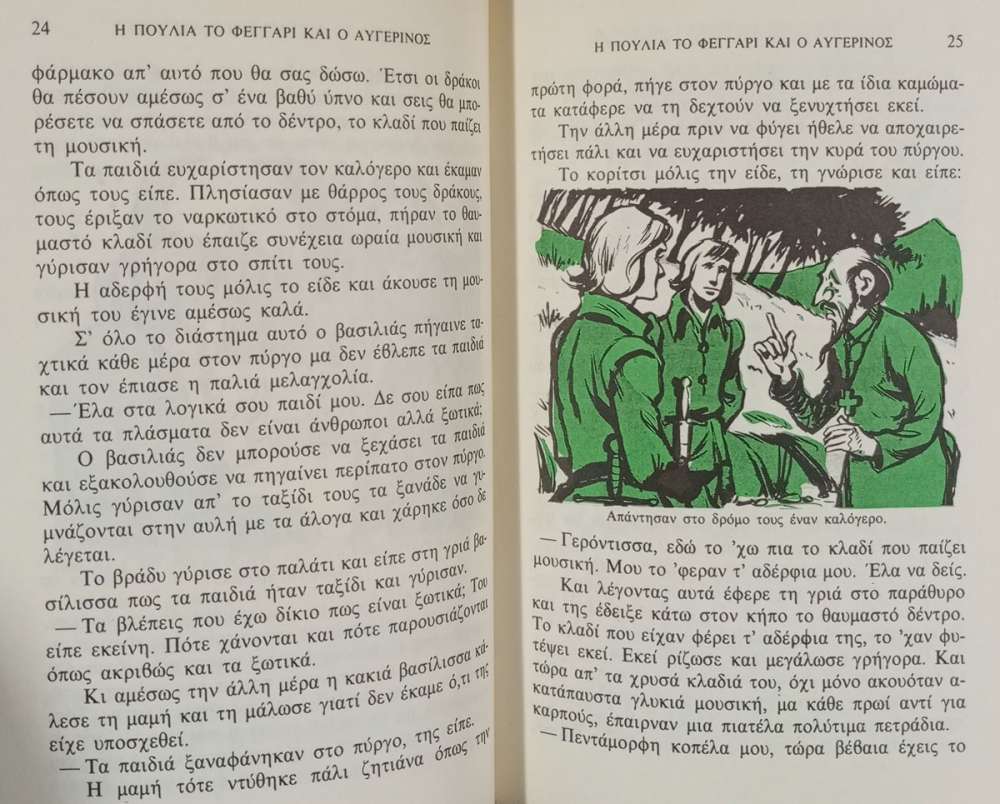 24
Η ΠΟΥΛΙΑ ΤΟ ΦΕΓΓΑΡΙ ΚΑΙ Ο ΑΥΓΕΡΙΝΟΣ
φάρμακο απ' αυτό που θα σας δώσω. Έτσι οι δράκοι
θα πέσουν αμέσως σ' ένα βαθύ ύπνο και σεις θα μπο-
ρέσετε να σπάσετε από το δέντρο, το κλαδί που παίζει
τη μουσική.
Τα παιδιά ευχαρίστησαν τον καλόγερο και έκαμαν
όπως τους είπε. Πλησίασαν με θάρρος τους δράκους,
τους έριξαν το ναρκωτικό στο στόμα, πήραν το θαυ-
μαστό κλαδί που έπαιζε συνέχεια ωραία μουσική και
γύρισαν γρήγορα στο σπίτι τους.
Η αδερφή τους μόλις το είδε και άκουσε τη μου-
σική του έγινε αμέσως καλά.
Σ' όλο το διάστημα αυτό ο βασιλιάς πήγαινε τα-
χτικά κάθε μέρα στον πύργο μα δεν έβλεπε τα παιδιά
και τον έπιασε η παλιά μελαγχολία.
— Έλα στα λογικά σου παιδί μου. Δε σου είπα πως
αυτά τα πλάσματα δεν είναι άνθρωποι αλλά ξωτικά;
Ο βασιλιάς δεν μπορούσε να ξεχάσει τα παιδιά
και εξακολουθούσε να πηγαίνει περίπατο στον πύργο.
Μόλις γύρισαν απ' το ταξίδι τους τα ξανάδε να γυ-
μνάζονται στην αυλή με τα άλογα και χάρηκε όσο δε
λέγεται.
Το βράδυ γύρισε στο παλάτι και είπε στη γριά βα-
σίλισσα πως τα παιδιά ήταν ταξίδι και γύρισαν.
— Τα βλέπεις που έχω δίκιο πως είναι ξωτικά; Του
είπε εκείνη. Πότε χάνονται και πότε παρουσιάζονται
όπως ακριβώς και τα ξωτικά.
Κι αμέσως την άλλη μέρα η κακιά βασίλισσα κά-
λεσε τη μαμή και τη μάλωσε γιατί δεν έκαμε ό,τι της
είχε υποσχεθεί.
— Τα παιδιά ξαναφάνηκαν στο πύργο, της είπε.
Η μαμή τότε ντύθηκε πάλι ζητιάνα όπως την
Η ΠΟΥΛΙΑ ΤΟ ΦΕΓΓΑΡΙ ΚΑΙ Ο ΑΥΓΕΡΙΝΟΣ
25
πρώτη φορά, πήγε στον πύργο και με τα ίδια καμώμα-
τα κατάφερε να τη δεχτούν να ξενυχτήσει εκεί.
Την άλλη μέρα πριν να φύγει ήθελε να αποχαιρε-
τήσει πάλι και να ευχαριστήσει την κυρά του πύργου.
Το κορίτσι μόλις την είδε, τη γνώρισε και είπε:
Απάντησαν στο δρόμο τους έναν καλόγερο.
— Γερόντισσα, εδώ το 'χω πια το κλαδί που παίζει
μουσική. Μου το 'φεραν τ' αδέρφια μου. Έλα να δείς.
Και λέγοντας αυτά έφερε τη γριά στο παράθυρο
και της έδειξε κάτω στον κήπο το θαυμαστό δέντρο.
Το κλαδί που είχαν φέρει τ' αδέρφια της, το 'χαν φυ-
τέψει εκεί. Εκεί ρίζωσε και μεγάλωσε γρήγορα. Και
τώρα απ' τα χρυσά κλαδιά του, όχι μόνο ακουόταν α-
κατάπαυστα γλυκιά μουσική, μα κάθε πρωί αντί για
καρπούς, έπαιρναν μια πιατέλα πολύτιμα πετράδια.
— Πεντάμορφη κοπέλα μου, τώρα βέβαια έχεις το